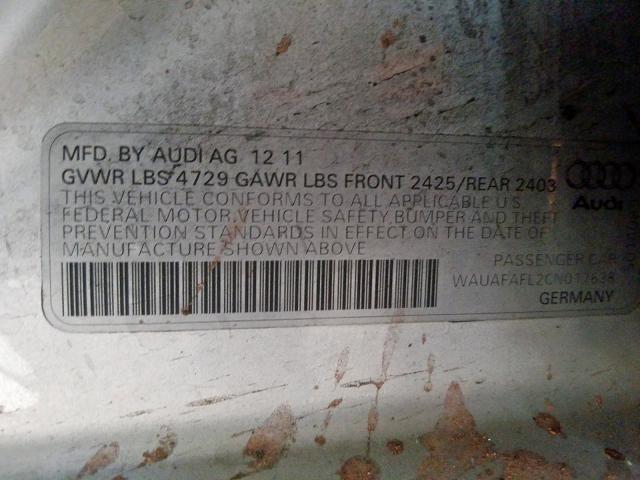 MFD. BY AUDI AG 12 11
GVWR LBS 4729 GAWR LBS FRONT 2425/REAR 2403
THIS VEHICLE CONFORMS TO ALL APPLICABLE U.S.
FEDERAL MOTOR VEHICLE SAFETY BUMPER AND THEFT
PREVENTION STANDARDS IN EFFECT ON THE DATE OF
MANUFACTURE SHOWN ABOVE
Audi
PASSENGER CAR
GERMANY